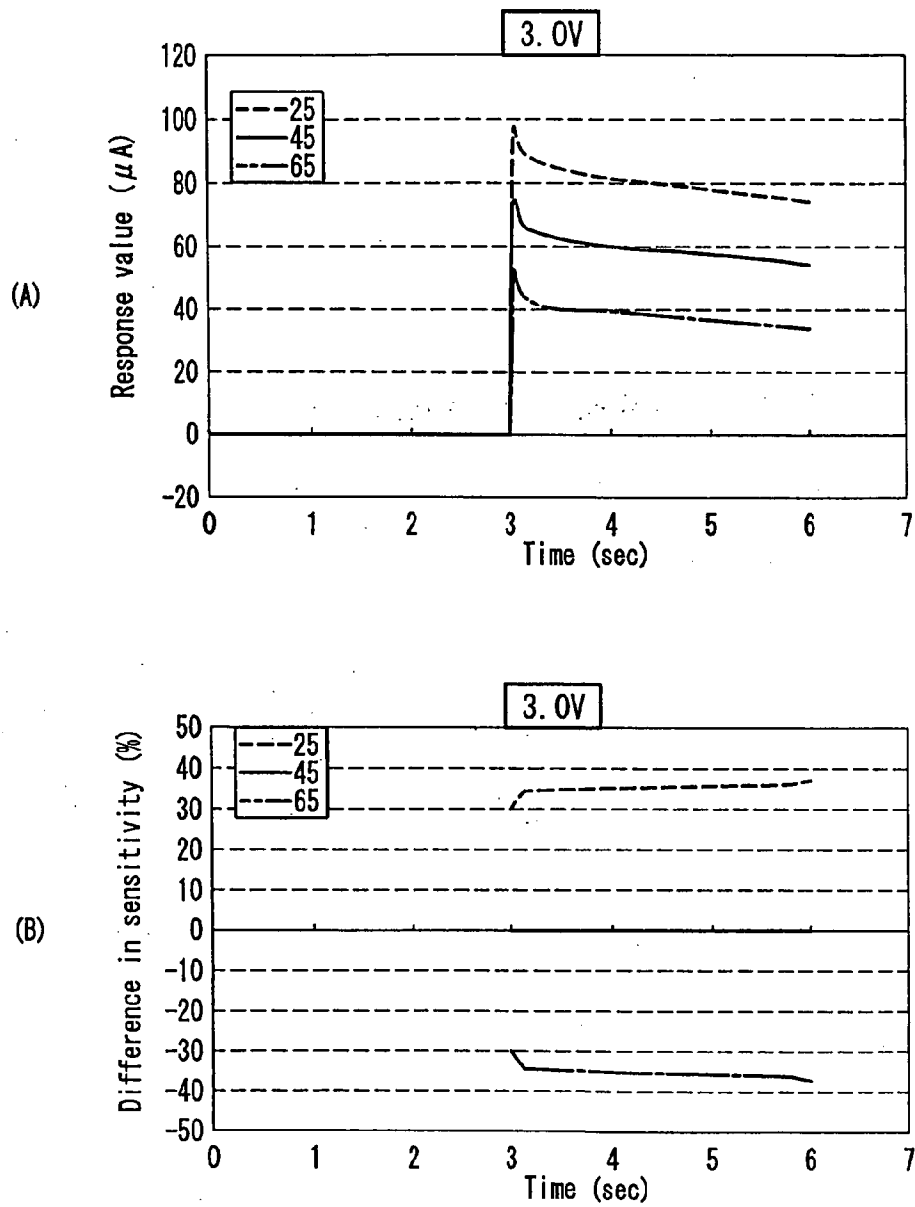 3. 0V
120
100
80
60
40
20
0
-20
25
45
65
Response value (μA)
(A)
0 1 2 3 4 5 6 7
Time (sec)
3. 0V
50
40
30
20
10
0
-10
-20
-30
-40
-50
25
45
65
Difference in sensitivity (%)
(B)
0 1 2 3 4 5 6 7
Time (sec)